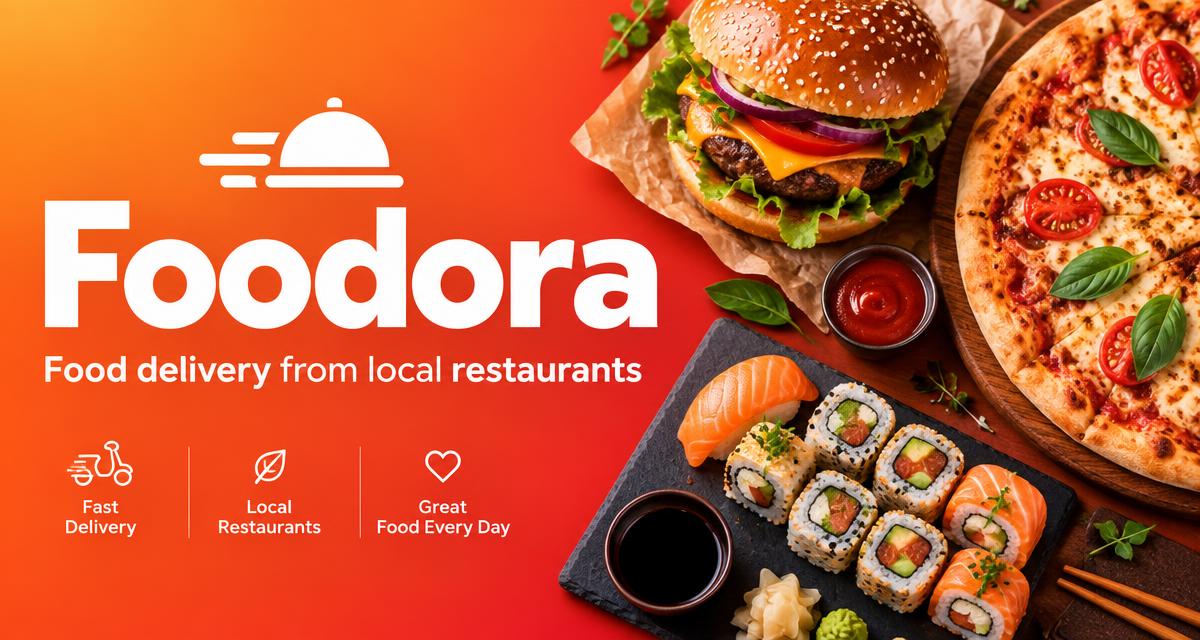 Foodora
Food delivery from local restaurants
Fast
Delivery
Local
Restaurants
Great
Food Every Day